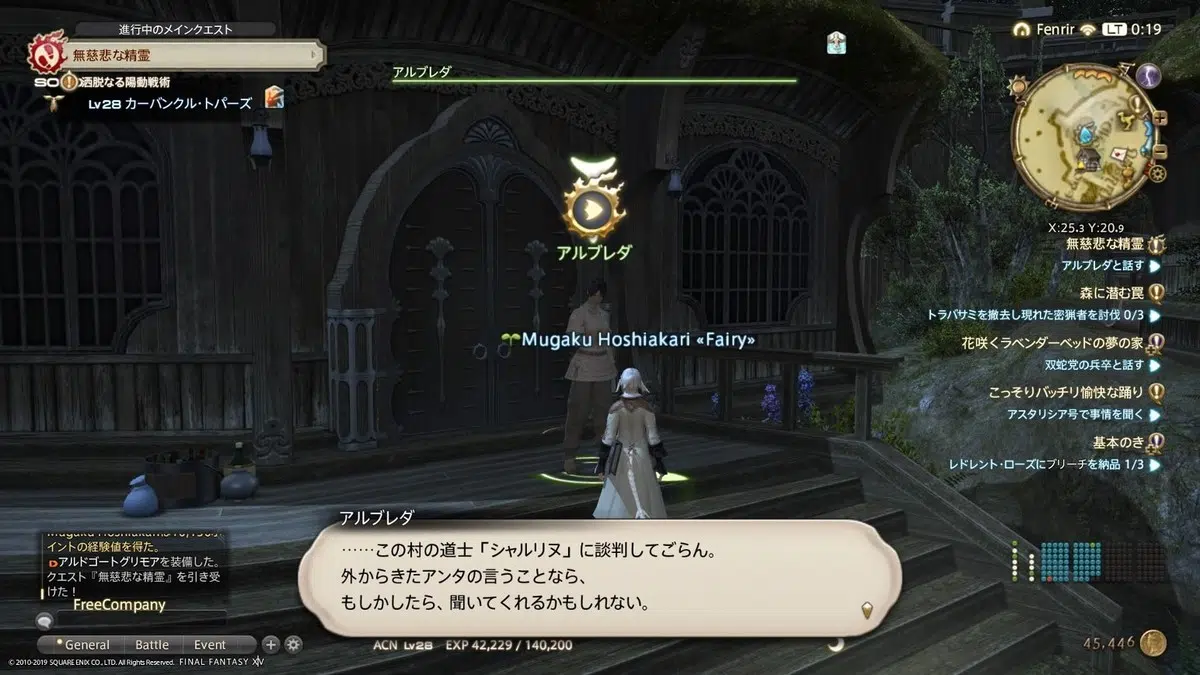 進行中のメインクエスト
無慈悲な精霊
洒脱なる陽動戦術
Lv28 カーバンクル・トパーズ
アルブレダ
Fenrir LT 0:19
X:25.3 Y:20.9
無慈悲な精霊
アルブレダと話す
森に潜む罠
トラバサミを撤去し現れた密猟者を討伐 0/3
花咲くラベンダーベッドの夢の家
双蛇党の兵卒と話す
こっそりバッチリ愉快な踊り
アスタリシア号で事情を聞く
基本のき
レドレント・ローズにブリーチを納品 1/3
アルブレダ
Mugaku Hoshiakari «Fairy»
アルブレダ
……この村の道士「シャルリヌ」に談判してごらん。
外からきたアンタの言うことなら、
もしかしたら、聞いてくれるかもしれない。
イントの経験値を得た。
アルドゴートグリモアを装備した。
クエスト『無慈悲な精霊』を引き受
けた！
FreeCompany
General Battle Event
ACN Lv28 EXP 42,229 / 140,200
45,446
© 2010-2019 SQUARE ENIX CO., LTD. All Rights Reserved. FINAL FANTASY XIV